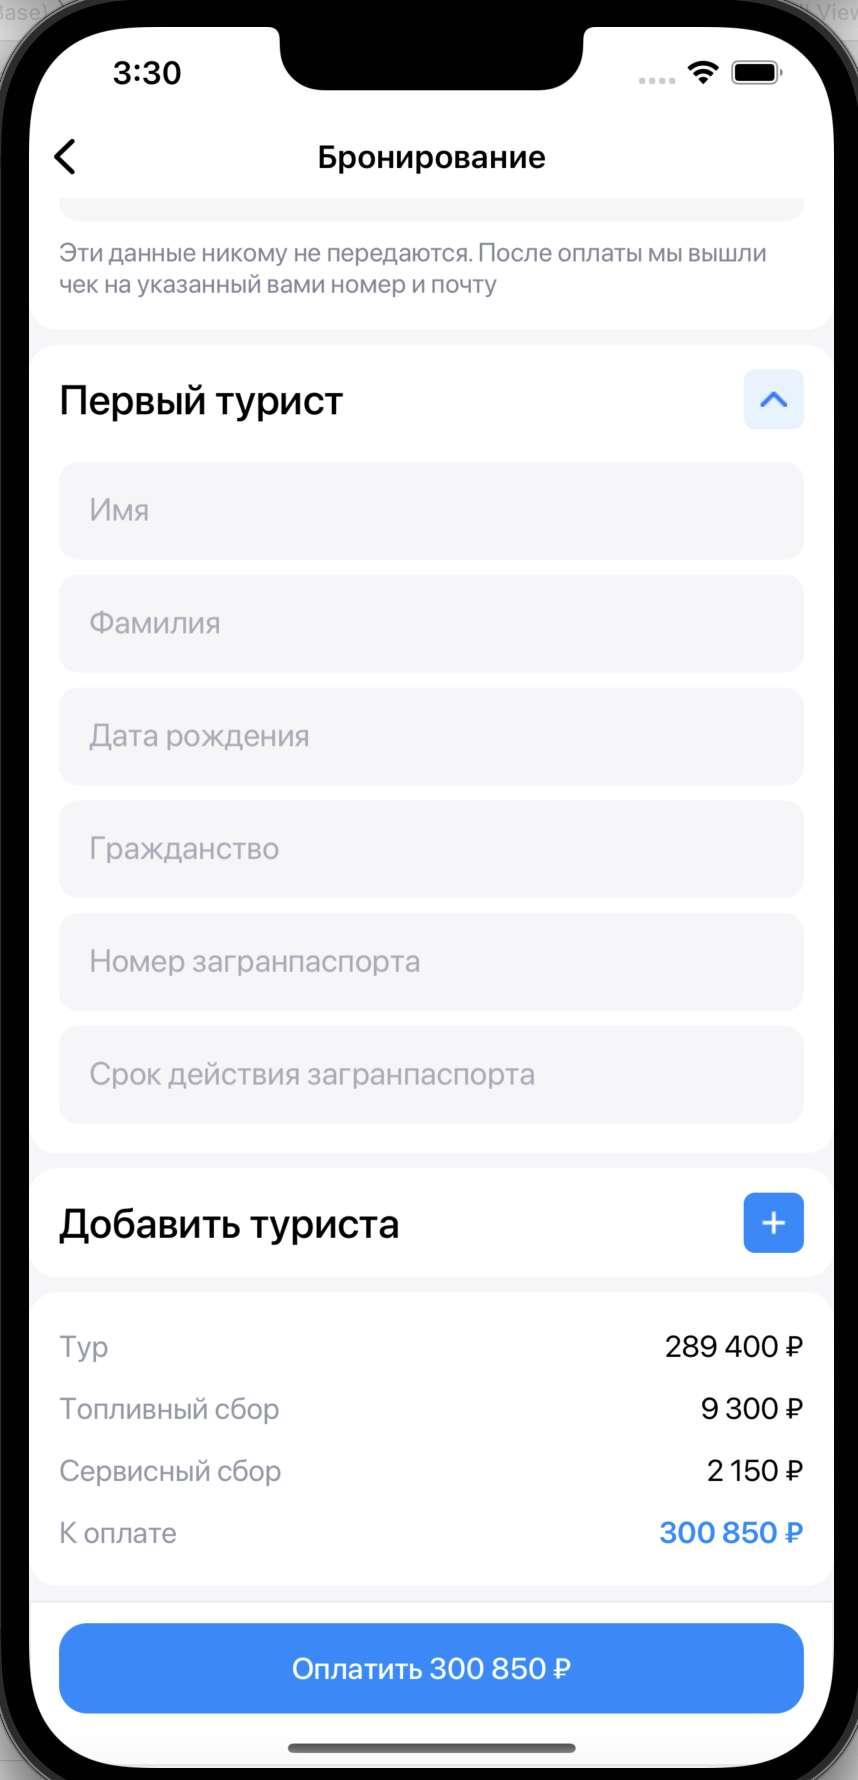 3:30
Бронирование
Эти данные никому не передаются. После оплаты мы вышли
чек на указанный вами номер и почту
Первый турист
Имя
Фамилия
Дата рождения
Гражданство
Номер загранпаспорта
Срок действия загранпаспорта
Добавить туриста
Тур 289 400 ₽
Топливный сбор 9 300 ₽
Сервисный сбор 2 150 ₽
К оплате 300 850 ₽
Оплатить 300 850 ₽